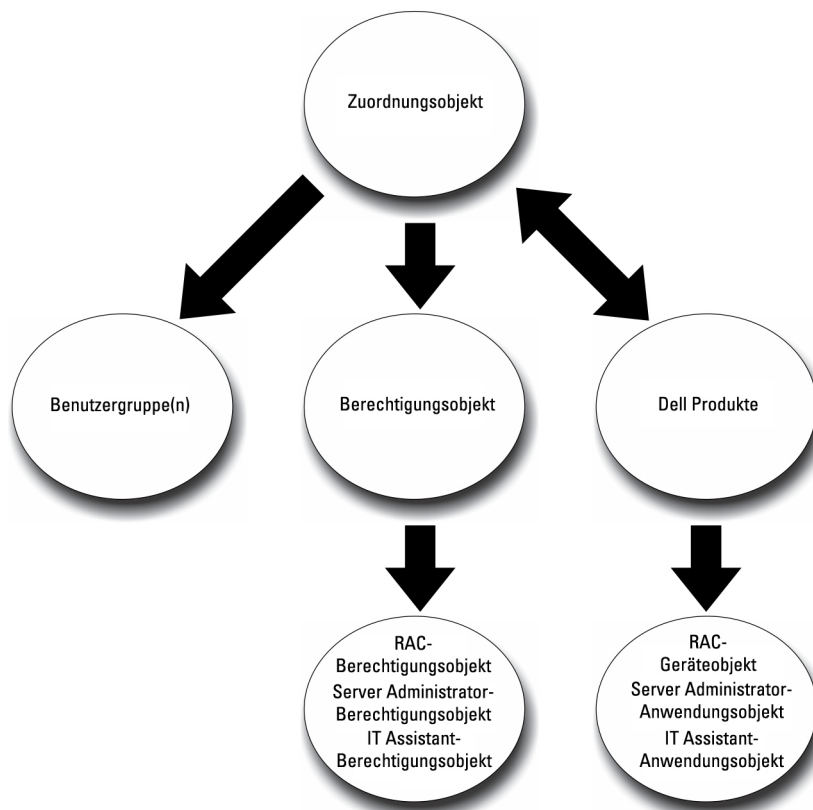 Zuordnungsobjekt
Benutzergruppe(n)
Berechtigungsobjekt
Dell Produkte
RAC-
Berechtigungsobjekt
Server Administrator-
Berechtigungsobjekt
IT Assistant-
Berechtigungsobjekt
RAC-
Geräteobjekt
Server Administrator-
Anwendungsobjekt
IT Assistant-
Anwendungsobjekt